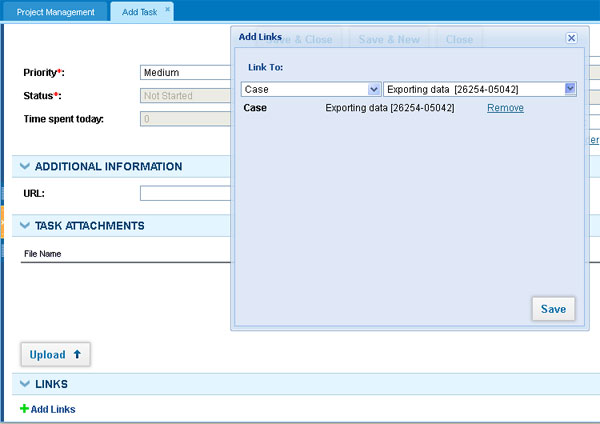 Project Management Add Task
Add Links
Save & Close Save & New Close
Link To:
Priority*: Medium
Case Exporting data [26254-05042]
Status*: Not Started
Case Exporting data [26254-05042] Remove
Time spent today: 0
ADDITIONAL INFORMATION
URL:
TASK ATTACHMENTS
File Name
Save
Upload
LINKS
Add Links